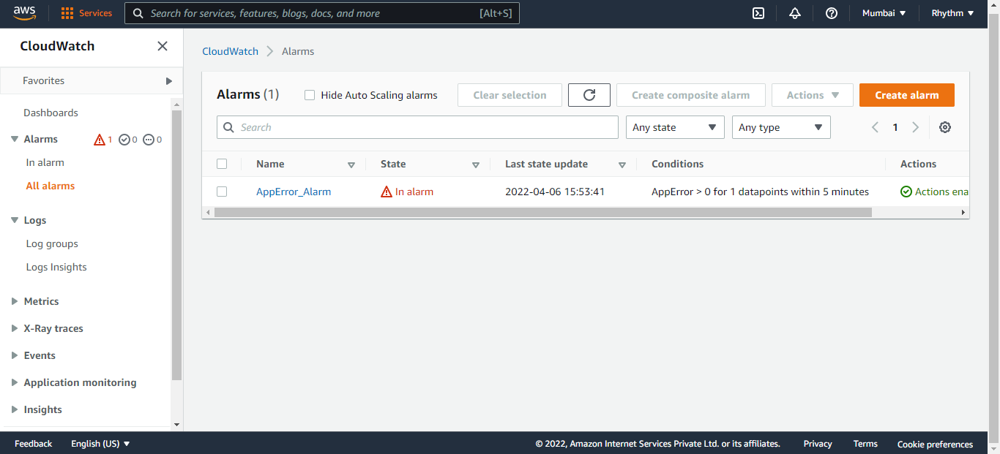 aws Services Search for services, features, blogs, docs, and more [Alt+S] Mumbai Rhythm
CloudWatch
Favorites
Dashboards
Alarms 1 0 0
In alarm
All alarms
Logs
Log groups
Logs Insights
Metrics
X-Ray traces
Events
Application monitoring
Insights
CloudWatch Alarms
Alarms (1) Hide Auto Scaling alarms Clear selection Create composite alarm Actions Create alarm
Search Any state Any type 1
Name State Last state update Conditions Actions
AppError_Alarm In alarm 2022-04-06 15:53:41 AppError > 0 for 1 datapoints within 5 minutes Actions ena
Feedback English (US) © 2022, Amazon Internet Services Private Ltd. or its affiliates. Privacy Terms Cookie preferences